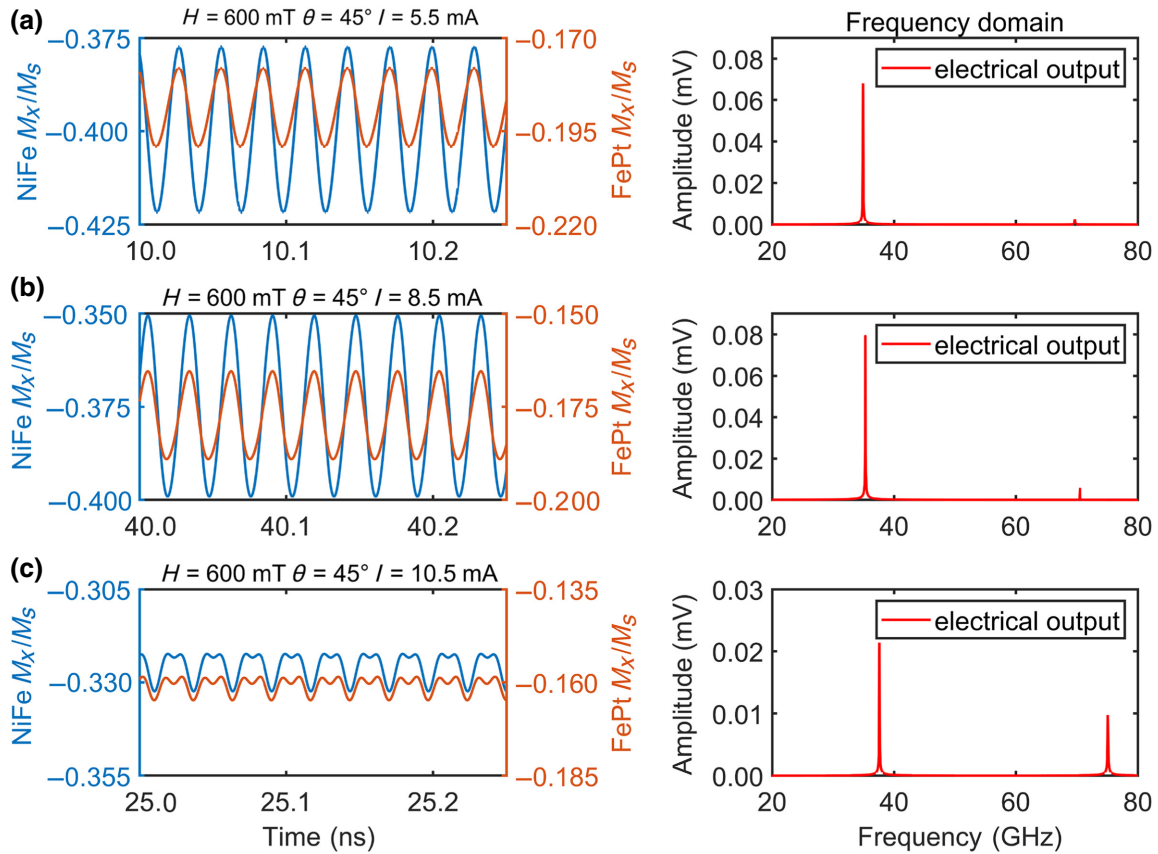 (a)
H = 600 mT θ = 45° I = 5.5 mA
NiFe Mx/Ms
−0.375
−0.400
−0.425
10.0
10.1
10.2
−0.170
−0.195
−0.220
FePt Mx/Ms
Frequency domain
electrical output
Amplitude (mV)
0.08
0.06
0.04
0.02
0.00
20
40
60
80
(b)
H = 600 mT θ = 45° I = 8.5 mA
NiFe Mx/Ms
−0.350
−0.375
−0.400
40.0
40.1
40.2
−0.150
−0.175
−0.200
FePt Mx/Ms
electrical output
Amplitude (mV)
0.08
0.06
0.04
0.02
0.00
20
40
60
80
(c)
H = 600 mT θ = 45° I = 10.5 mA
NiFe Mx/Ms
−0.305
−0.330
−0.355
25.0
25.1
25.2
Time (ns)
−0.135
−0.160
−0.185
FePt Mx/Ms
electrical output
Amplitude (mV)
0.03
0.02
0.01
0.00
20
40
60
80
Frequency (GHz)